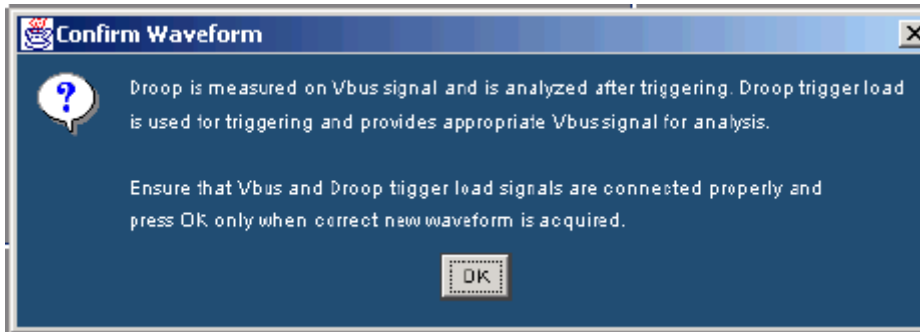 Confirm Waveform
Droop is measured on Vbus signal and is analyzed after triggering. Droop trigger load
is used for triggering and provides appropriate Vbus signal for analysis.
Ensure that Vbus and Droop trigger load signals are connected properly and
press OK only when correct new waveform is acquired.
OK